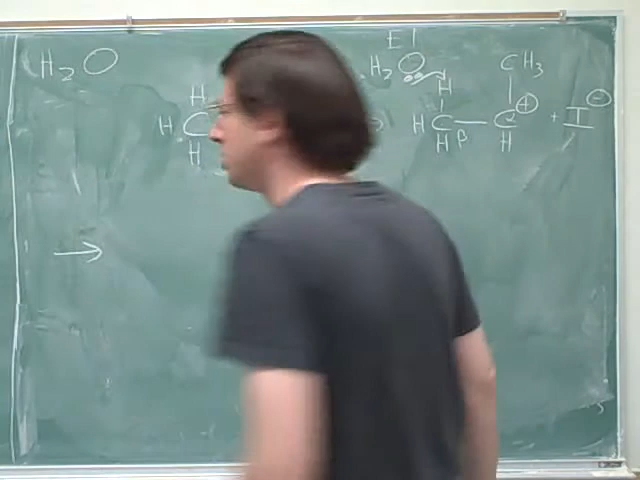 E1
H₂O H₂O H CH₃
H
H C H C — C ⊕ + I ⊖
H H β α H
→